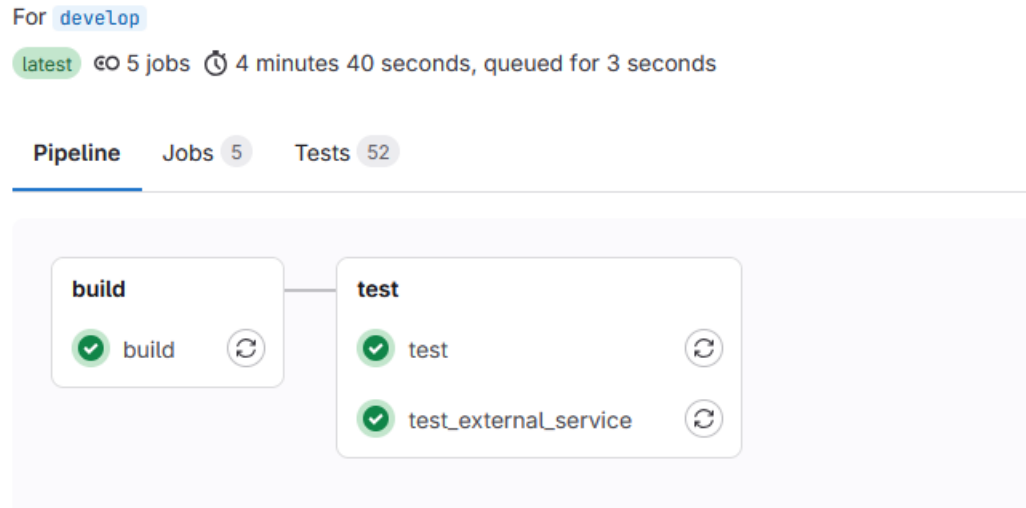 For develop
latest 5 jobs 4 minutes 40 seconds, queued for 3 seconds
Pipeline Jobs 5 Tests 52
build
build
test
test
test_external_service